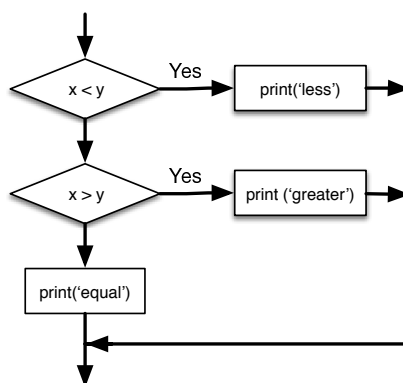 Yes
x < y
print(‘less’)
Yes
x > y
print (‘greater’)
print(‘equal’)